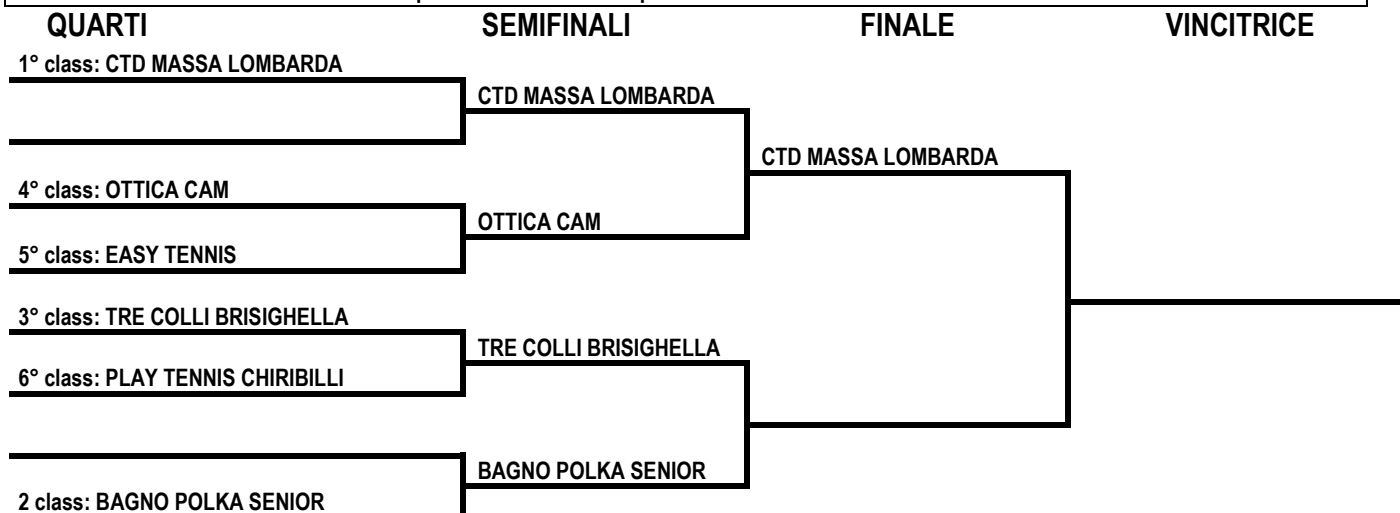 QUARTI SEMIFINALI FINALE VINCITRICE
1° class: CTD MASSA LOMBARDA
CTD MASSA LOMBARDA
CTD MASSA LOMBARDA
4° class: OTTICA CAM
OTTICA CAM
5° class: EASY TENNIS
3° class: TRE COLLI BRISIGHELLA
TRE COLLI BRISIGHELLA
6° class: PLAY TENNIS CHIRIBILLI
BAGNO POLKA SENIOR
2 class: BAGNO POLKA SENIOR